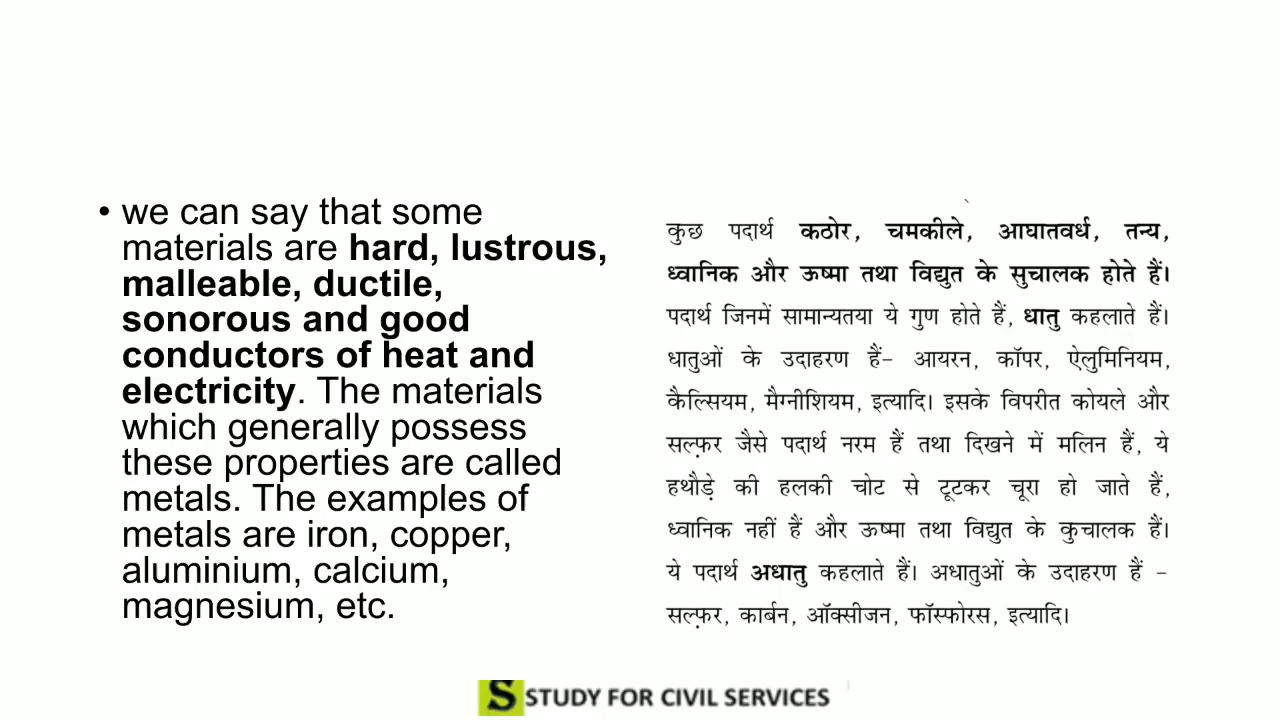 • we can say that some
materials are hard, lustrous,
malleable, ductile,
sonorous and good
conductors of heat and
electricity. The materials
which generally possess
these properties are called
metals. The examples of
metals are iron, copper,
aluminium, calcium,
magnesium, etc.
कुछ पदार्थ कठोर, चमकीले, आघातवर्ध, तन्य,
ध्वानिक और ऊष्मा तथा विद्युत के सुचालक होते हैं।
पदार्थ जिनमें सामान्यतया ये गुण होते हैं, धातु कहलाते हैं।
धातुओं के उदाहरण हैं– आयरन, कॉपर, ऐलुमिनियम,
कैल्सियम, मैग्नीशियम, इत्यादि। इसके विपरीत कोयले और
सल्फ़र जैसे पदार्थ नरम हैं तथा दिखने में मलिन हैं, ये
हथौड़े की हलकी चोट से टूटकर चूरा हो जाते हैं,
ध्वानिक नहीं हैं और ऊष्मा तथा विद्युत के कुचालक हैं।
ये पदार्थ अधातु कहलाते हैं। अधातुओं के उदाहरण हैं –
सल्फ़र, कार्बन, ऑक्सीजन, फॉस्फोरस, इत्यादि।
S STUDY FOR CIVIL SERVICES